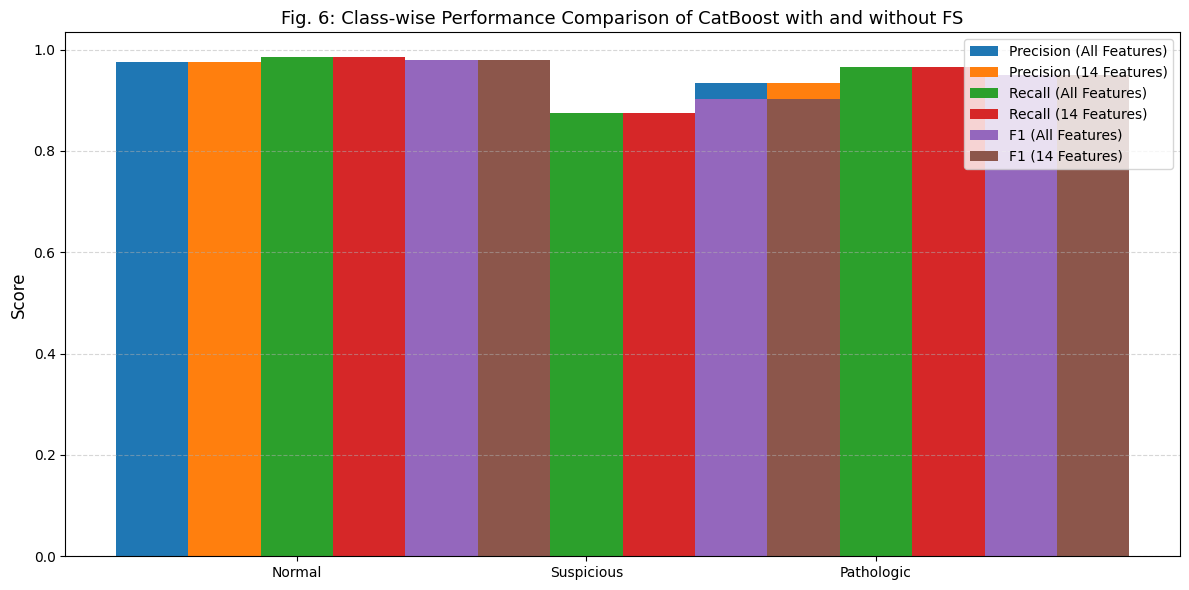 Fig. 6: Class-wise Performance Comparison of CatBoost with and without FS
Score
1.0
0.8
0.6
0.4
0.2
0.0
Precision (All Features)
Precision (14 Features)
Recall (All Features)
Recall (14 Features)
F1 (All Features)
F1 (14 Features)
Normal
Suspicious
Pathologic